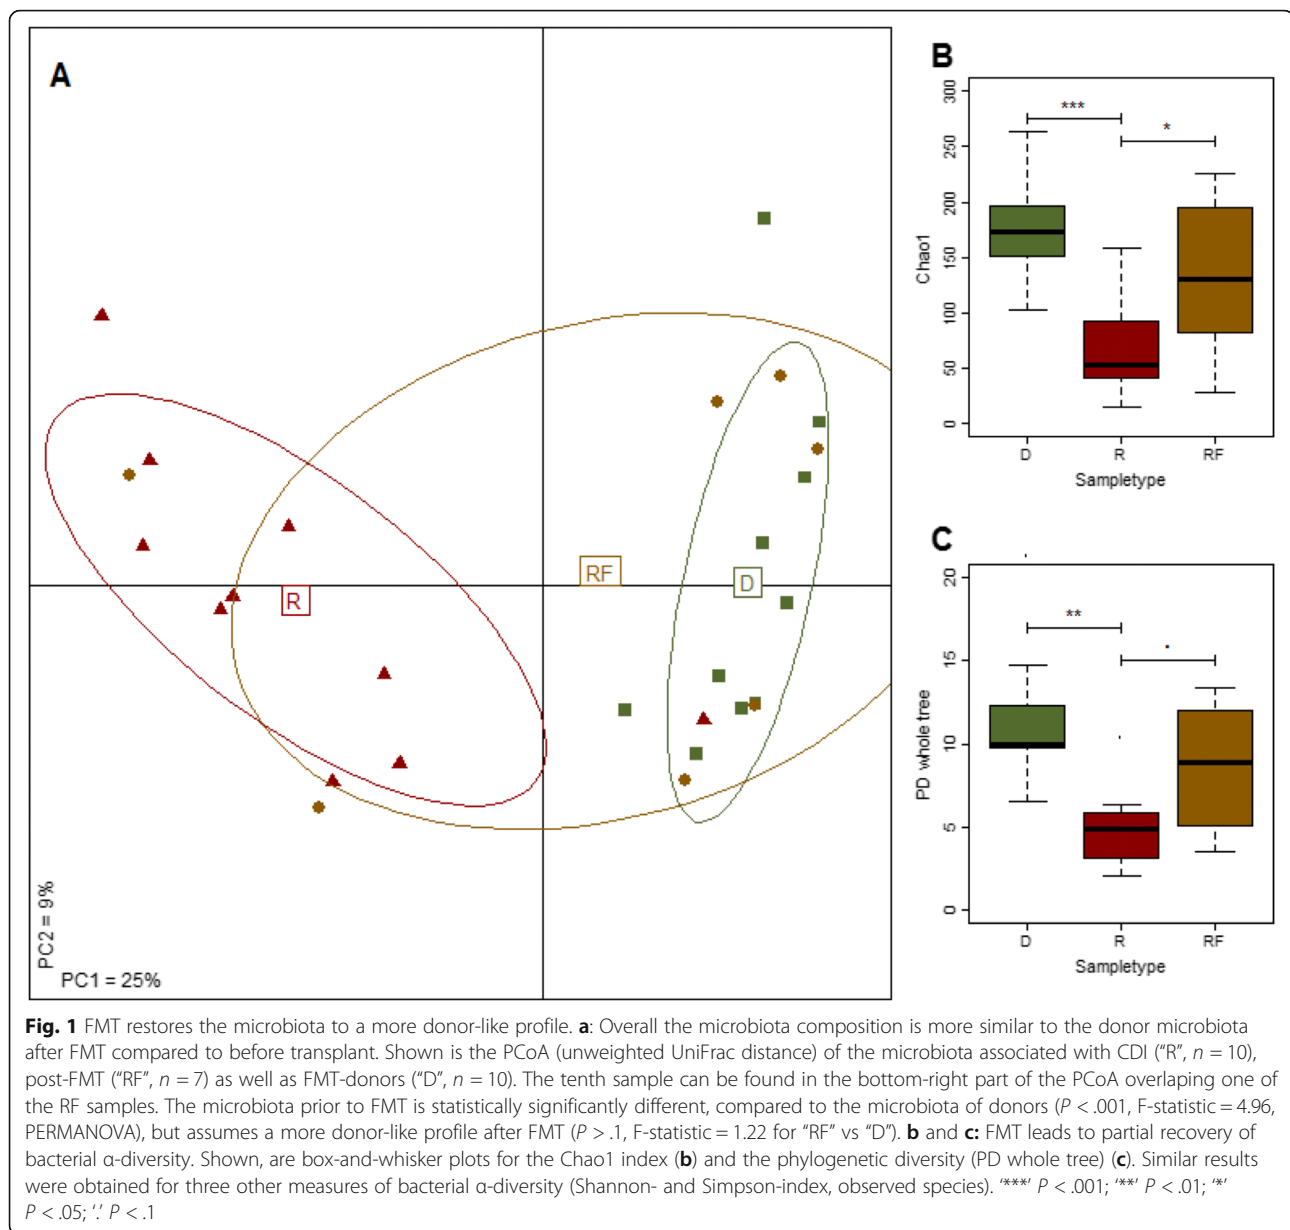 A
R
RF
D
PC2 = 9%
PC1 = 25%
B
***
*
300
250
200
150
100
50
0
Chao1
D R RF
Sampletype
C
**
.
20
15
10
5
0
PD whole tree
D R RF
Sampletype
Fig. 1 FMT restores the microbiota to a more donor-like profile. a: Overall the microbiota composition is more similar to the donor microbiota
after FMT compared to before transplant. Shown is the PCoA (unweighted UniFrac distance) of the microbiota associated with CDI (“R”, n = 10),
post-FMT (“RF”, n = 7) as well as FMT-donors (“D”, n = 10). The tenth sample can be found in the bottom-right part of the PCoA overlaping one of
the RF samples. The microbiota prior to FMT is statistically significantly different, compared to the microbiota of donors (P < .001, F-statistic = 4.96,
PERMANOVA), but assumes a more donor-like profile after FMT (P > .1, F-statistic = 1.22 for “RF” vs “D”). b and c: FMT leads to partial recovery of
bacterial α-diversity. Shown, are box-and-whisker plots for the Chao1 index (b) and the phylogenetic diversity (PD whole tree) (c). Similar results
were obtained for three other measures of bacterial α-diversity (Shannon- and Simpson-index, observed species). ‘***’ P < .001; ‘**’ P < .01; ‘*’
P < .05; ‘.’ P < .1